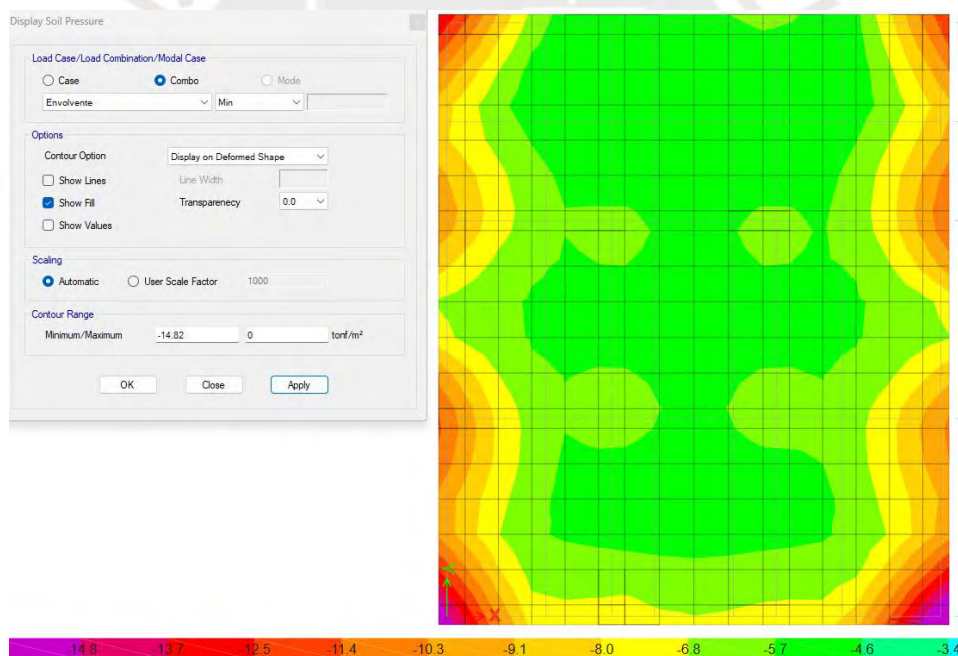 Display Soil Pressure
Load Case/Load Combination/Modal Case
Case Combo Mode
Envolvente Min
Options
Contour Option Display on Deformed Shape
Show Lines Line Width
Show Fill Transparenecy 0.0
Show Values
Scaling
Automatic User Scale Factor 1000
Contour Range
Minimum/Maximum -14.82 0 tonf/m²
OK Close Apply
X
-14.8 -13.7 -12.5 -11.4 -10.3 -9.1 -8.0 -6.8 -5.7 -4.6 -3.4